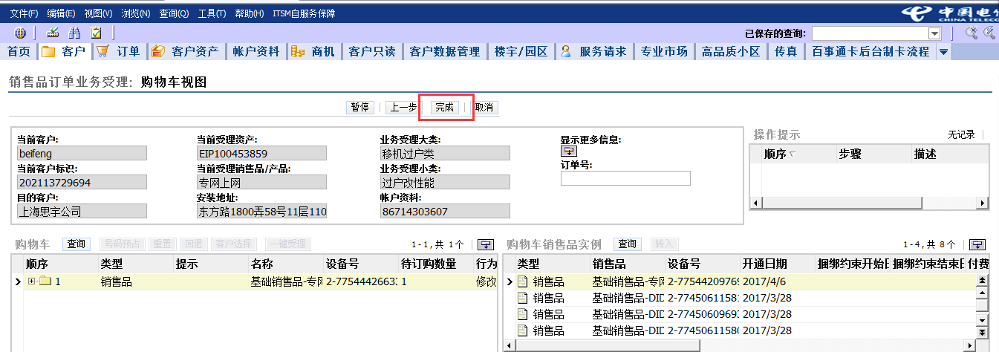 文件(F) 编辑(E) 视图(V) 浏览(N) 查询(Q) 工具(T) 帮助(H) ITSM自服务保障
中国电信
CHINA TELECO
已保存的查询:
首页 客户 订单 客户资产 帐户资料 商机 客户只读 客户数据管理 楼宇/园区 服务请求 专业市场 高品质小区 传真 百事通卡后台制卡流程
销售品订单业务受理: 购物车视图
暂停 上一步 完成 取消
当前客户: 当前受理资产: 业务受理大类: 显示更多信息:
beifeng EIP100453859 移机过户类
当前客户标识: 当前受理销售品/产品: 业务受理小类: 订单号:
202113729694 专网上网 过户改性能
目的客户: 安装地址: 帐户资料:
上海思宇公司 东方路1800弄58号11层110 86714303607
操作提示 无记录
顺序 步骤 描述
购物车 查询 号码预占 重置 回退 客户选择 一键受理 1-1,共 1个
顺序 类型 提示 名称 设备号 待订购数量 行为
1 销售品 基础销售品-专网 2-77544426633 1 修改
购物车销售品实例 查询 转入 1-4,共 8个
类型 销售品 设备号 开通日期 捆绑约束开始日 捆绑约束结束日 付费
销售品 基础销售品-专网 2-77544209769 2017/4/6
销售品 基础销售品-DID 2-77450611581 2017/3/28
销售品 基础销售品-DID 2-77450609693 2017/3/28
销售品 基础销售品-DID 2-77450611580 2017/3/28